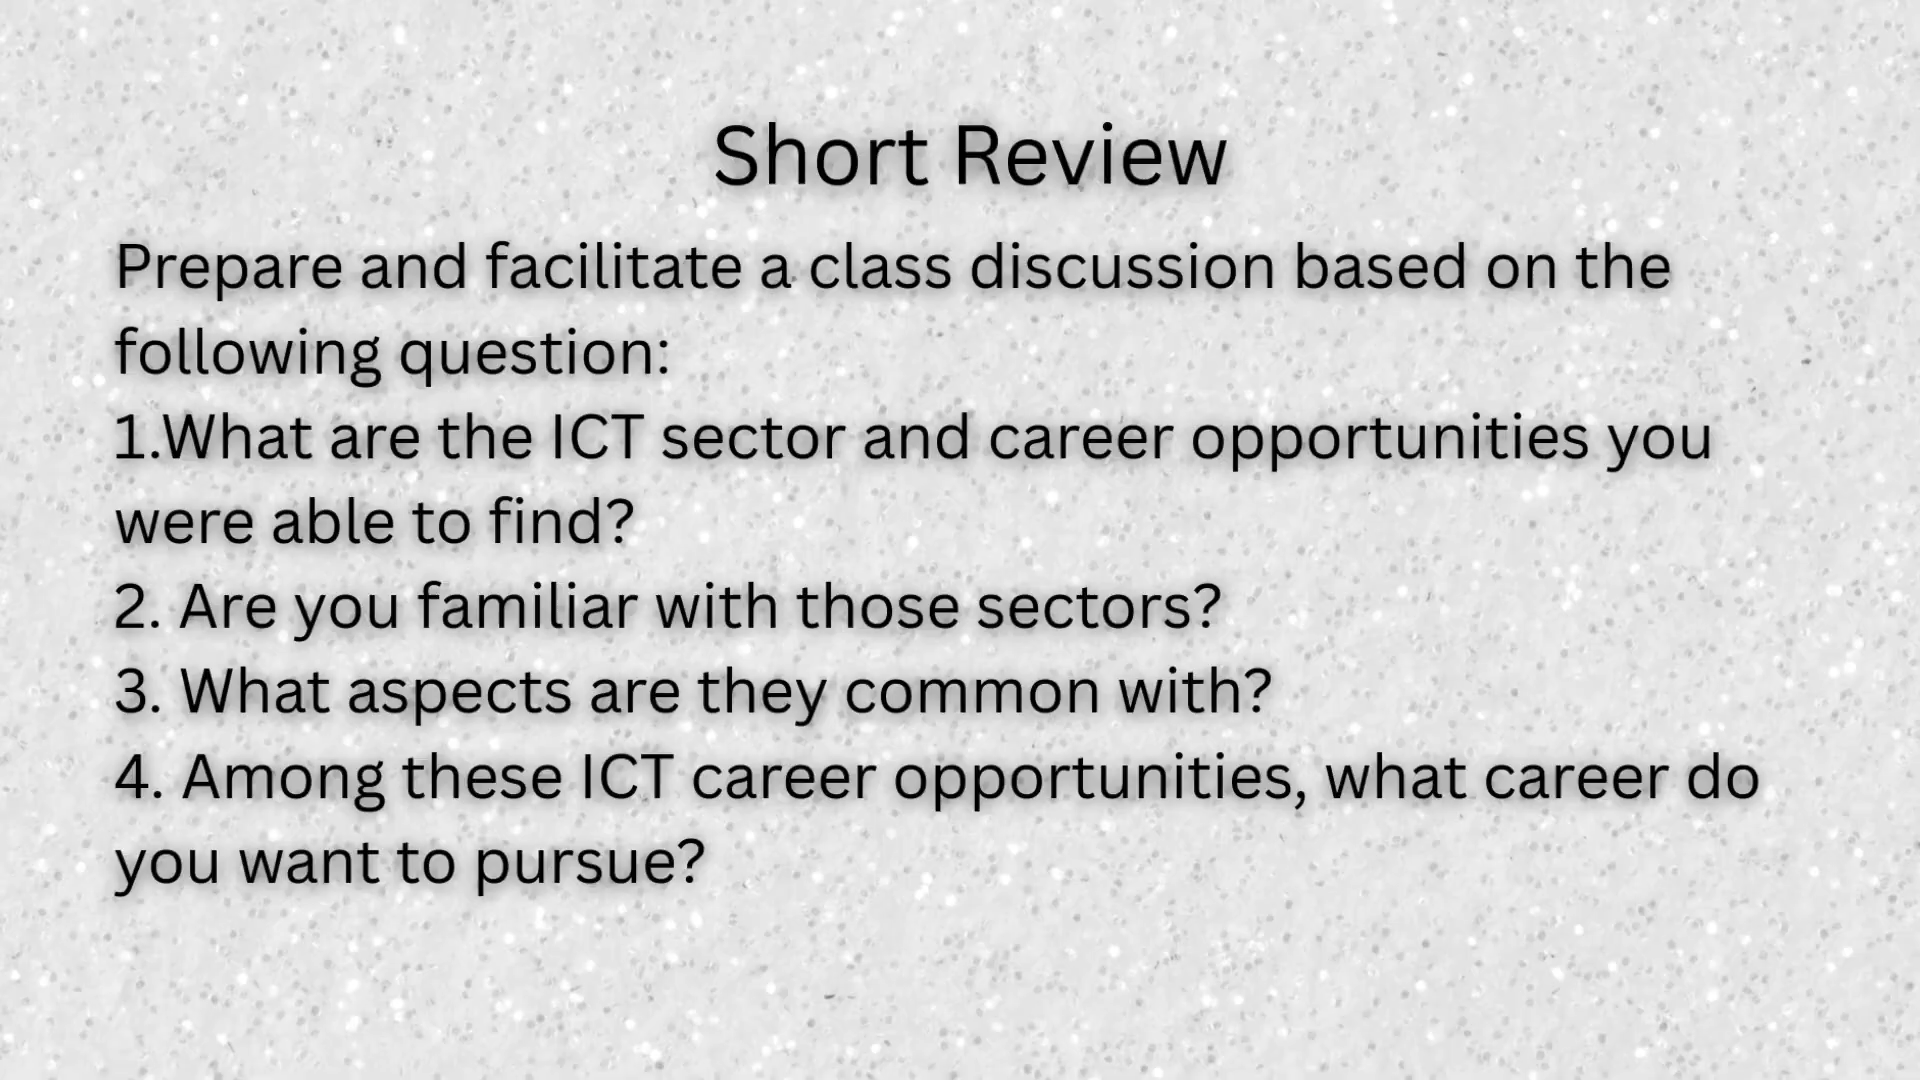 Short Review
Prepare and facilitate a class discussion based on the
following question:
1.What are the ICT sector and career opportunities you
were able to find?
2. Are you familiar with those sectors?
3. What aspects are they common with?
4. Among these ICT career opportunities, what career do
you want to pursue?